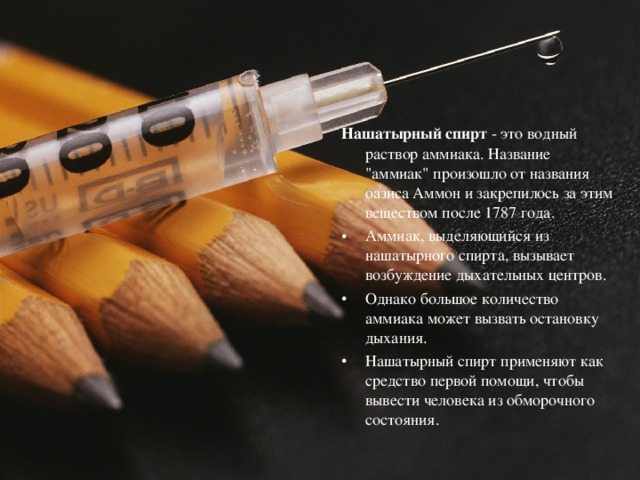 Нашатырный спирт - это водный
раствор аммиака. Название
"аммиак" произошло от названия
оазиса Аммон и закрепилось за этим
веществом после 1787 года.
• Аммиак, выделяющийся из
нашатырного спирта, вызывает
возбуждение дыхательных центров.
• Однако большое количество
аммиака может вызвать остановку
дыхания.
• Нашатырный спирт применяют как
средство первой помощи, чтобы
вывести человека из обморочного
состояния.